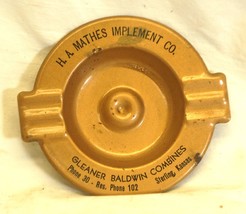 H. A. MATHES IMPLEMENT CO.
GLEANER BALDWIN COMBINES
Phone 30 - Res. Phone 102 Sterling, Kansas